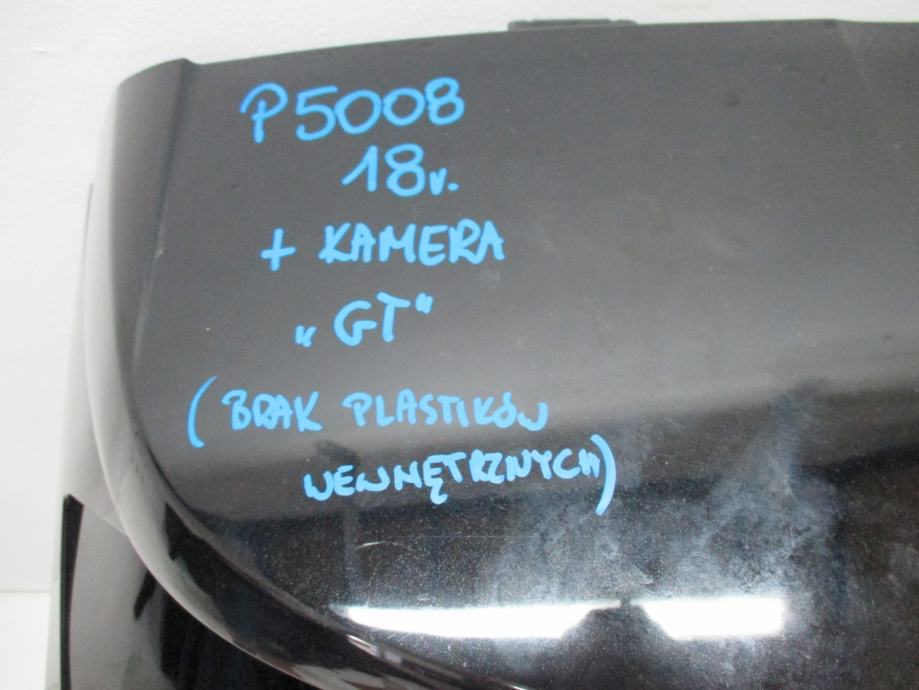 P5008
18r.
+ KAMERA
„GT"
(BRAK PLASTIKÓW
WEWNĘTRZNYCH)